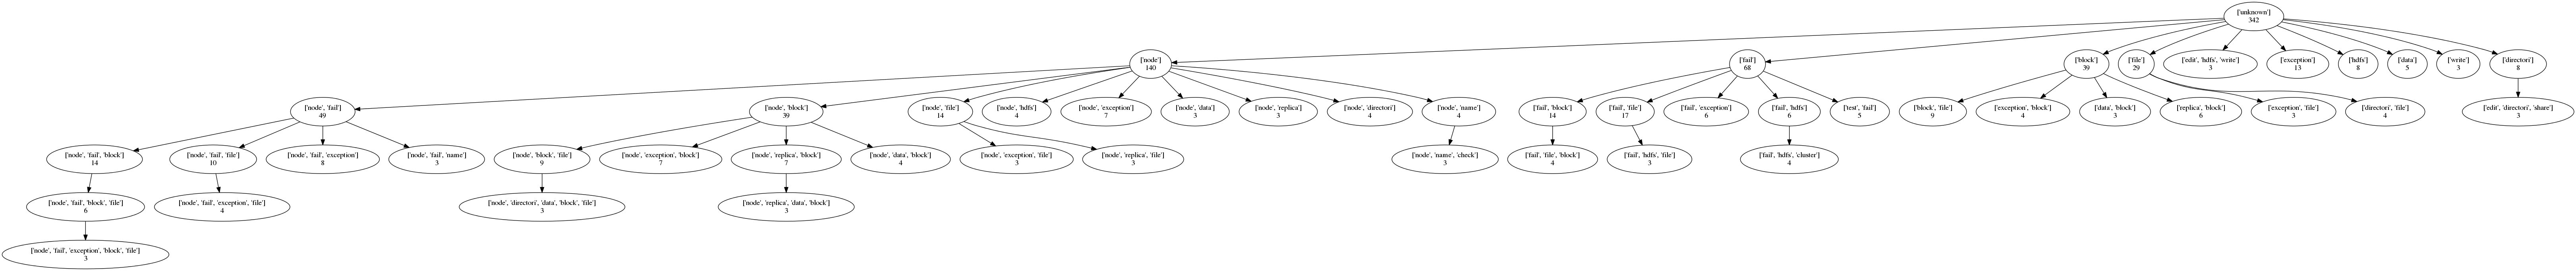 ['unknown']
342
['node']
140
['fail']
68
['block']
39
['file']
29
['edit', 'hdfs', 'write']
3
['exception']
13
['hdfs']
8
['data']
5
['write']
3
['directori']
8
['node', 'fail']
49
['node', 'block']
39
['node', 'file']
14
['node', 'hdfs']
4
['node', 'exception']
7
['node', 'data']
3
['node', 'replica']
3
['node', 'directori']
4
['node', 'name']
4
['fail', 'block']
14
['fail', 'file']
17
['fail', 'exception']
6
['fail', 'hdfs']
6
['test', 'fail']
5
['block', 'file']
9
['exception', 'block']
4
['data', 'block']
3
['replica', 'block']
6
['exception', 'file']
3
['directori', 'file']
4
['edit', 'directori', 'share']
3
['node', 'fail', 'block']
14
['node', 'fail', 'file']
10
['node', 'fail', 'exception']
8
['node', 'fail', 'name']
3
['node', 'block', 'file']
9
['node', 'exception', 'block']
7
['node', 'replica', 'block']
7
['node', 'data', 'block']
4
['node', 'exception', 'file']
3
['node', 'replica', 'file']
3
['node', 'name', 'check']
3
['fail', 'file', 'block']
4
['fail', 'hdfs', 'file']
3
['fail', 'hdfs', 'cluster']
4
['node', 'fail', 'block', 'file']
6
['node', 'fail', 'exception', 'file']
4
['node', 'directori', 'data', 'block', 'file']
3
['node', 'replica', 'data', 'block']
3
['node', 'fail', 'exception', 'block', 'file']
3